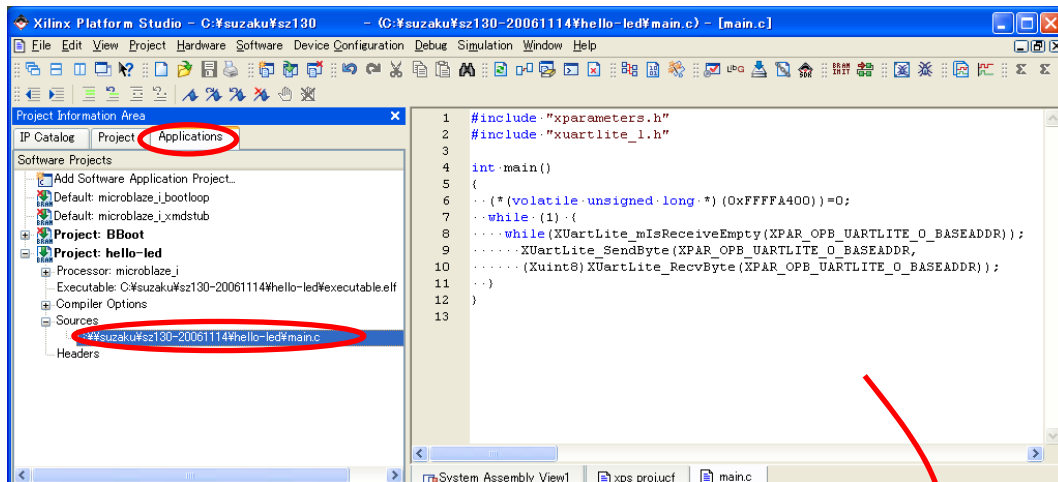 Xilinx Platform Studio - C:¥suzaku¥sz130 - (C:¥suzaku¥sz130-20061114¥hello-led¥main.c) - [main.c]
File Edit View Project Hardware Software Device Configuration Debug Simulation Window Help
Project Information Area
IP Catalog Project Applications
Software Projects
Add Software Application Project...
Default: microblaze_i_bootloop
Default: microblaze_i_xmdstub
Project: BBoot
Project: hello-led
Processor: microblaze_i
Executable: C:¥suzaku¥sz130-20061114¥hello-led¥executable.elf
Compiler Options
Sources
¥suzaku¥sz130-20061114¥hello-led¥main.c
Headers
1 #include·"xparameters.h"
2 #include·"xuartlite_l.h"
3
4 int·main()
5 {
6 ··(*(volatile·unsigned·long·*)(0xFFFFA400))=0;
7 ··while·(1)·{
8 ····while(XUartLite_mIsReceiveEmpty(XPAR_OPB_UARTLITE_0_BASEADDR));
9 ······XUartLite_SendByte(XPAR_OPB_UARTLITE_0_BASEADDR,
10 ······(Xuint8)XUartLite_RecvByte(XPAR_OPB_UARTLITE_0_BASEADDR));
11 ··}
12 }
13
System Assembly View1 xps_proj.ucf main.c